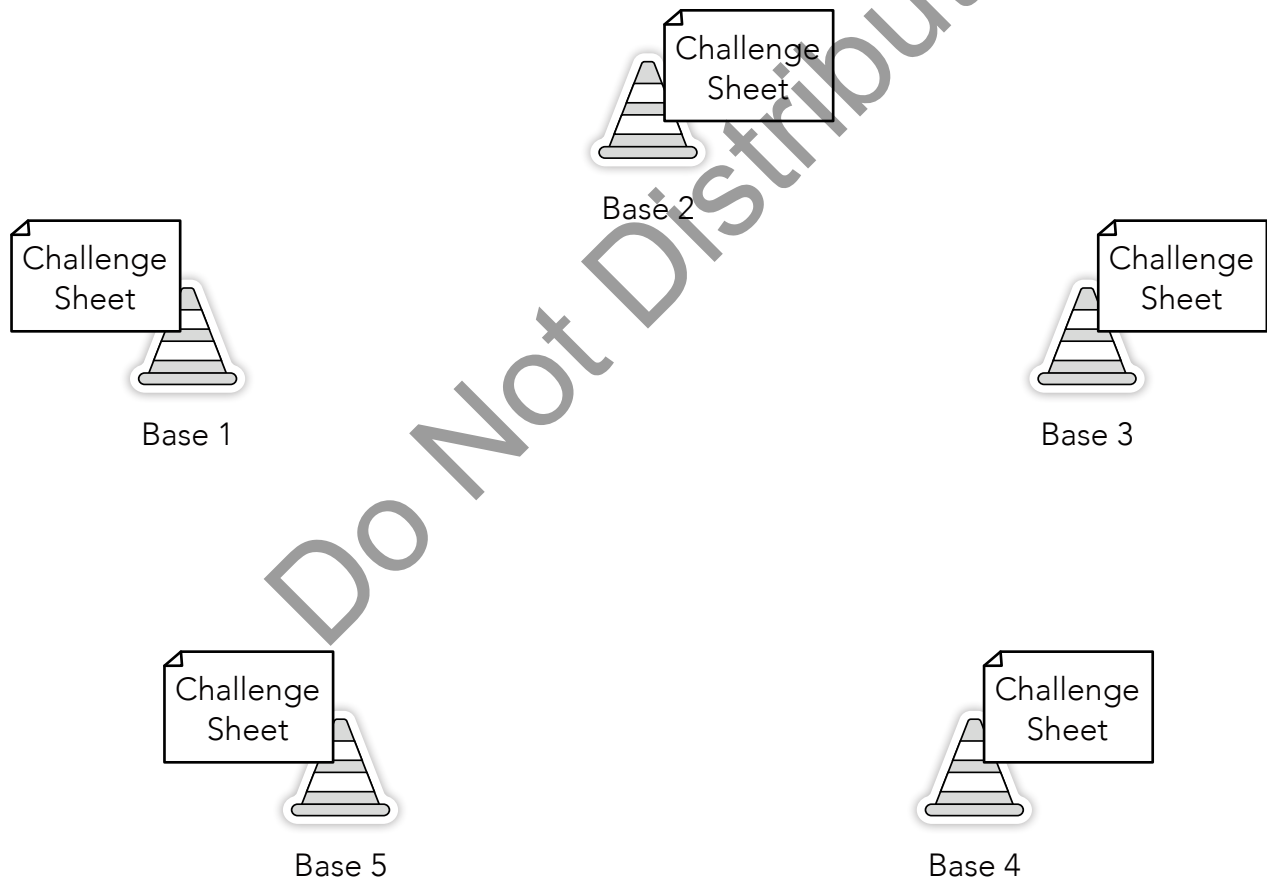 Challenge
Sheet
Base 2
Challenge
Sheet
Base 1
Challenge
Sheet
Base 3
Do Not Distribut
Challenge
Sheet
Base 5
Challenge
Sheet
Base 4